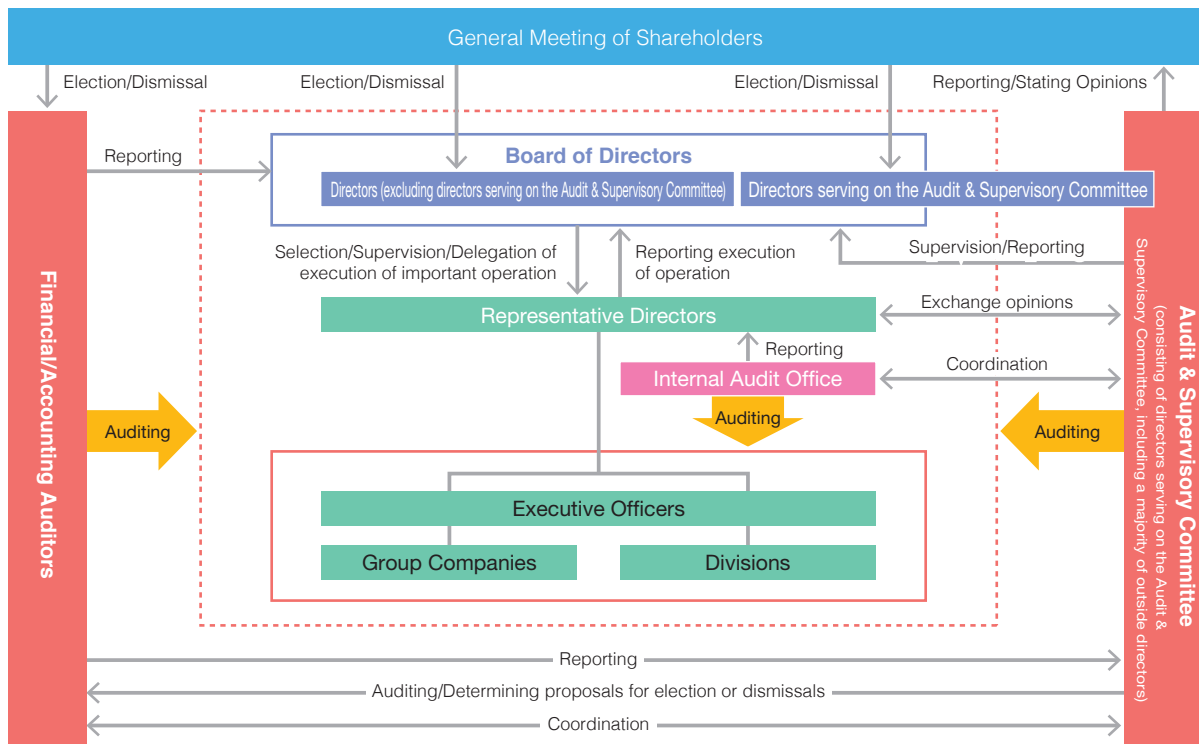 General Meeting of Shareholders
Election/Dismissal
Election/Dismissal
Election/Dismissal
Reporting/Stating Opinions
Reporting
Board of Directors
Directors (excluding directors serving on the Audit & Supervisory Committee)
Directors serving on the Audit & Supervisory Committee
Selection/Supervision/Delegation of
execution of important operation
Reporting execution
of operation
Supervision/Reporting
Representative Directors
Exchange opinions
Reporting
Internal Audit Office
Coordination
Financial/Accounting Auditors
Auditing
Auditing
Auditing
Audit & Supervisory Committee
(consisting of directors serving on the Audit &
Supervisory Committee, including a majority of outside directors)
Executive Officers
Group Companies
Divisions
Reporting
Auditing/Determining proposals for election or dismissals
Coordination